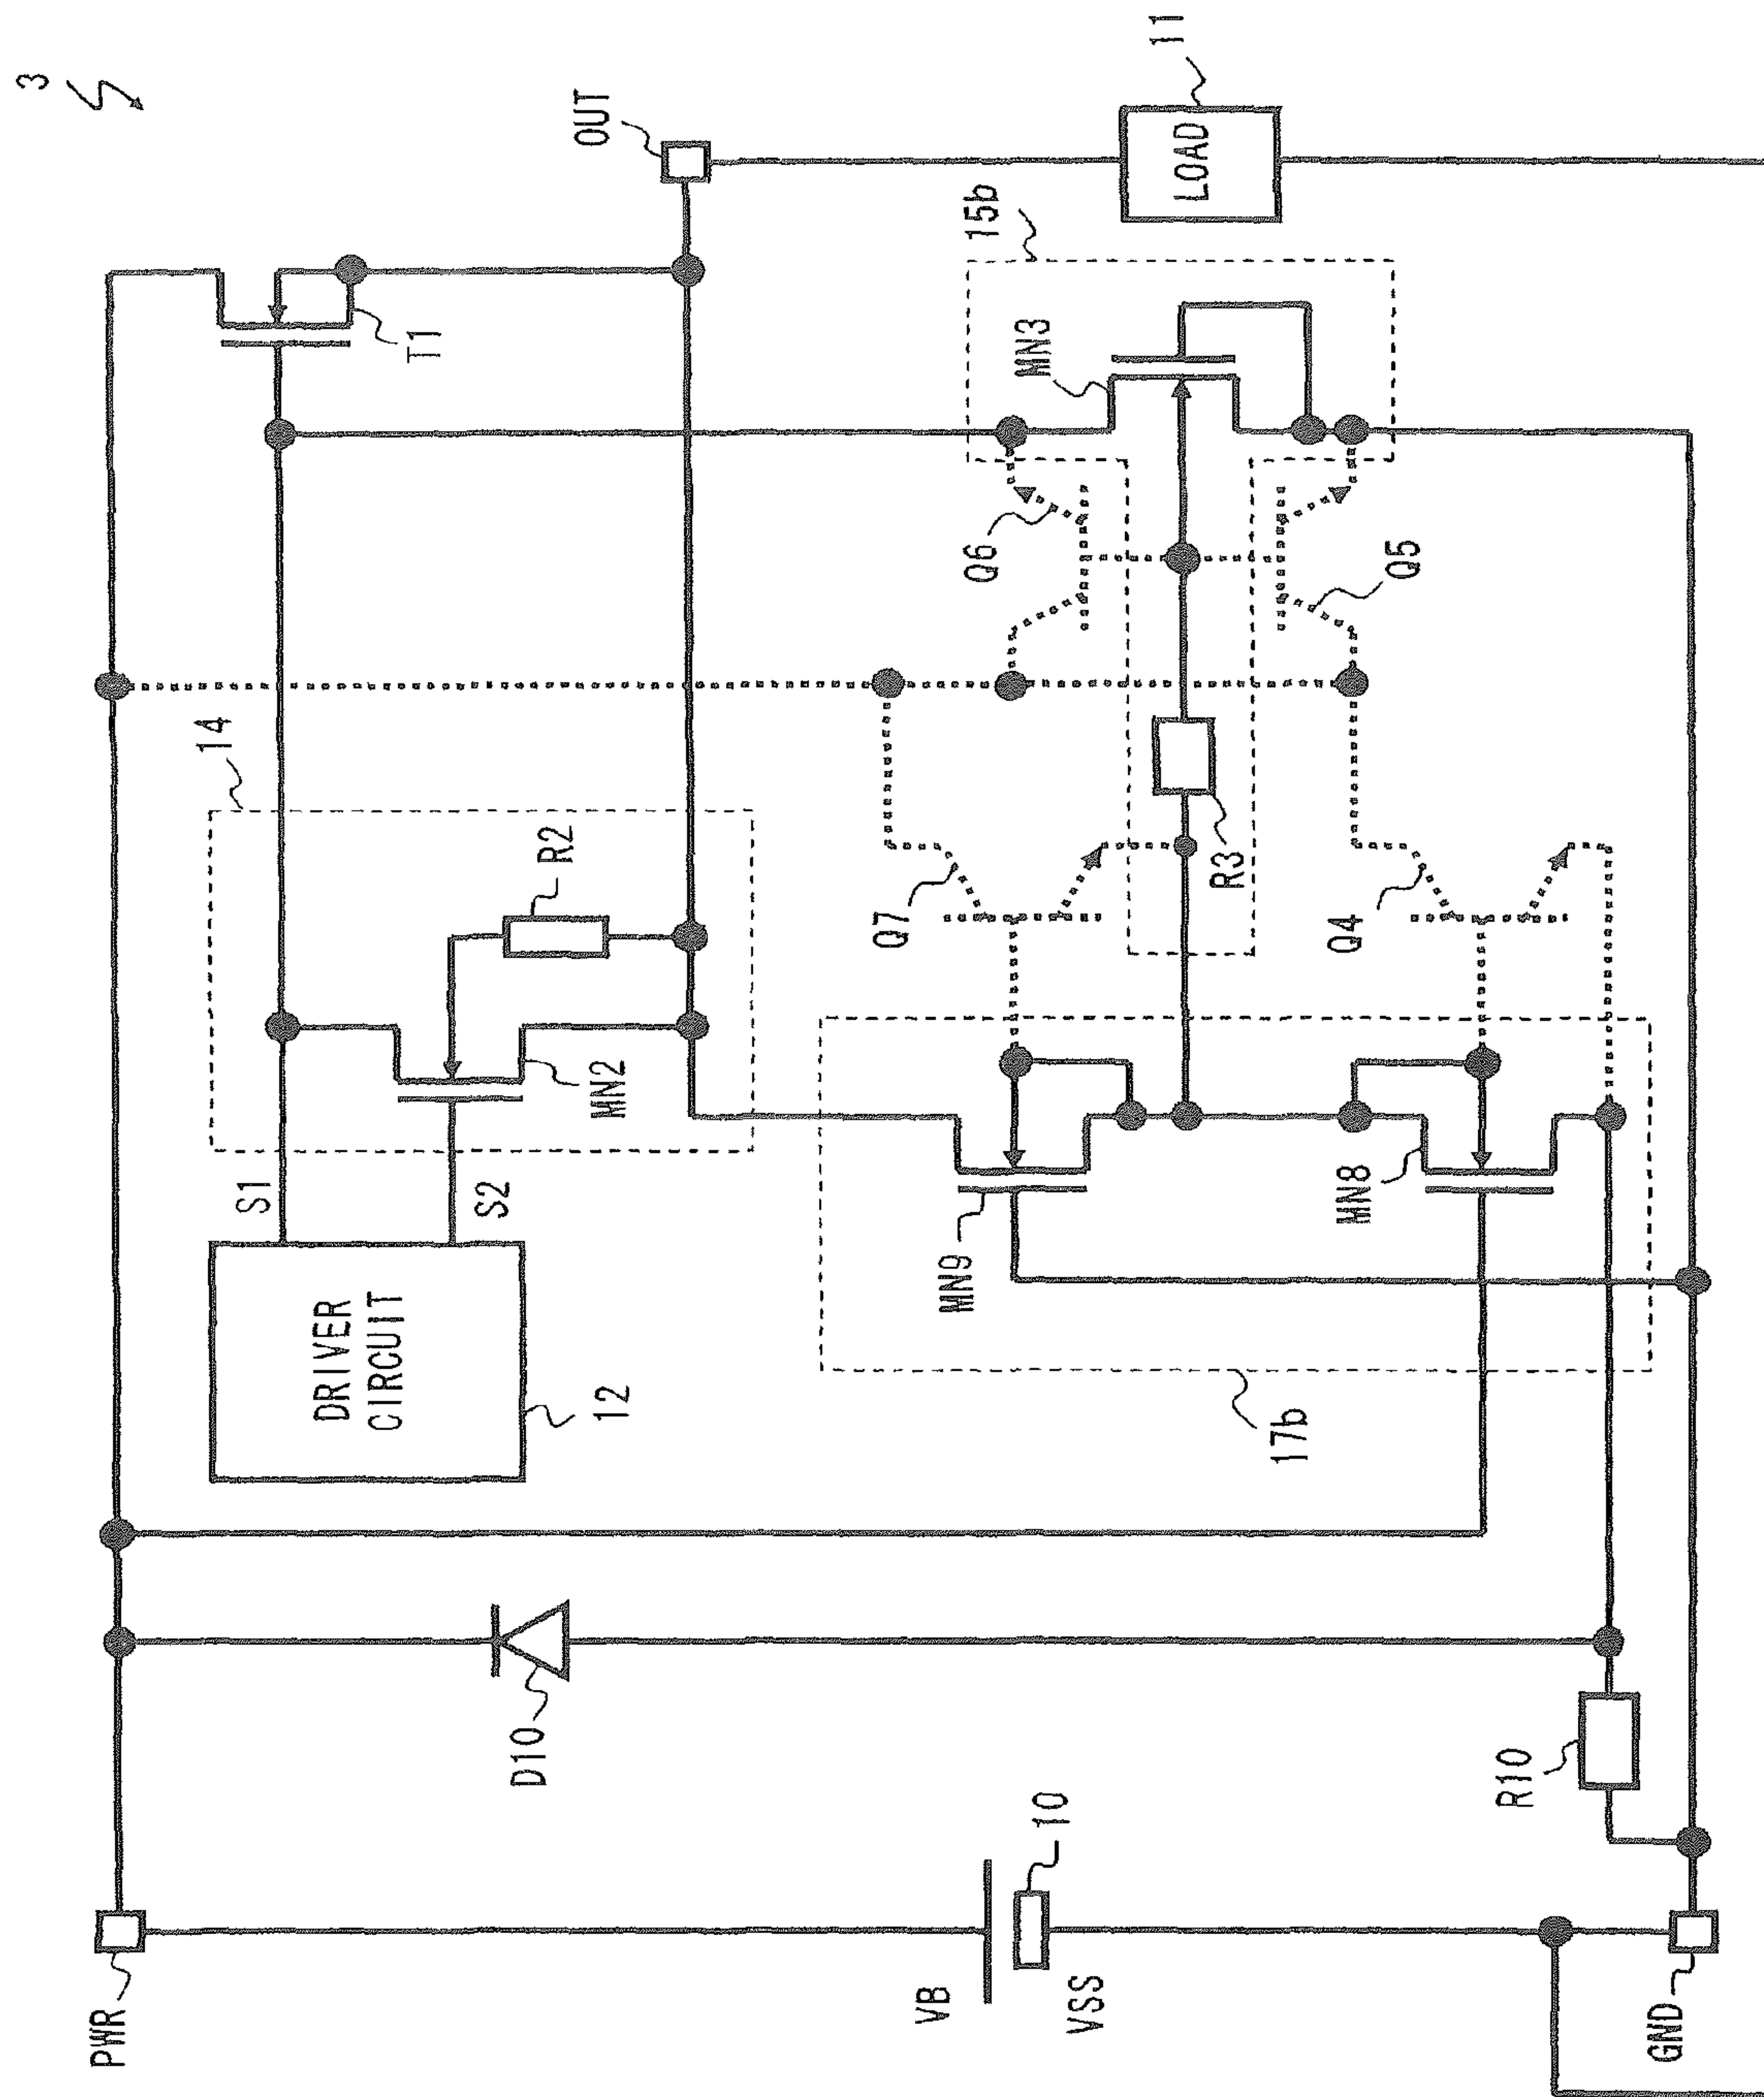 3
PWR
VB
VSS
10
GND
D10
R10
DRIVER
CIRCUIT
12
S1
S2
14
MN2
R2
T1
OUT
LOAD
11
15b
MN3
Q6
Q5
R3
Q7
Q4
MN9
MN8
17b